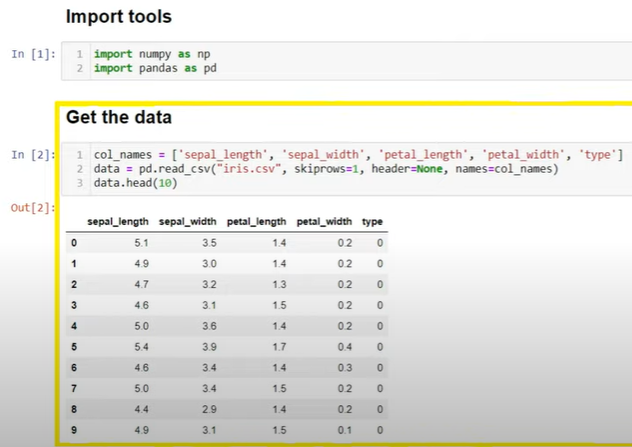 Import tools
In [1]: 1 import numpy as np
2 import pandas as pd
Get the data
In [2]: 1 col_names = ['sepal_length', 'sepal_width', 'petal_length', 'petal_width', 'type']
2 data = pd.read_csv("iris.csv", skiprows=1, header=None, names=col_names)
3 data.head(10)
Out[2]:
sepal_length sepal_width petal_length petal_width type
0 5.1 3.5 1.4 0.2 0
1 4.9 3.0 1.4 0.2 0
2 4.7 3.2 1.3 0.2 0
3 4.6 3.1 1.5 0.2 0
4 5.0 3.6 1.4 0.2 0
5 5.4 3.9 1.7 0.4 0
6 4.6 3.4 1.4 0.3 0
7 5.0 3.4 1.5 0.2 0
8 4.4 2.9 1.4 0.2 0
9 4.9 3.1 1.5 0.1 0